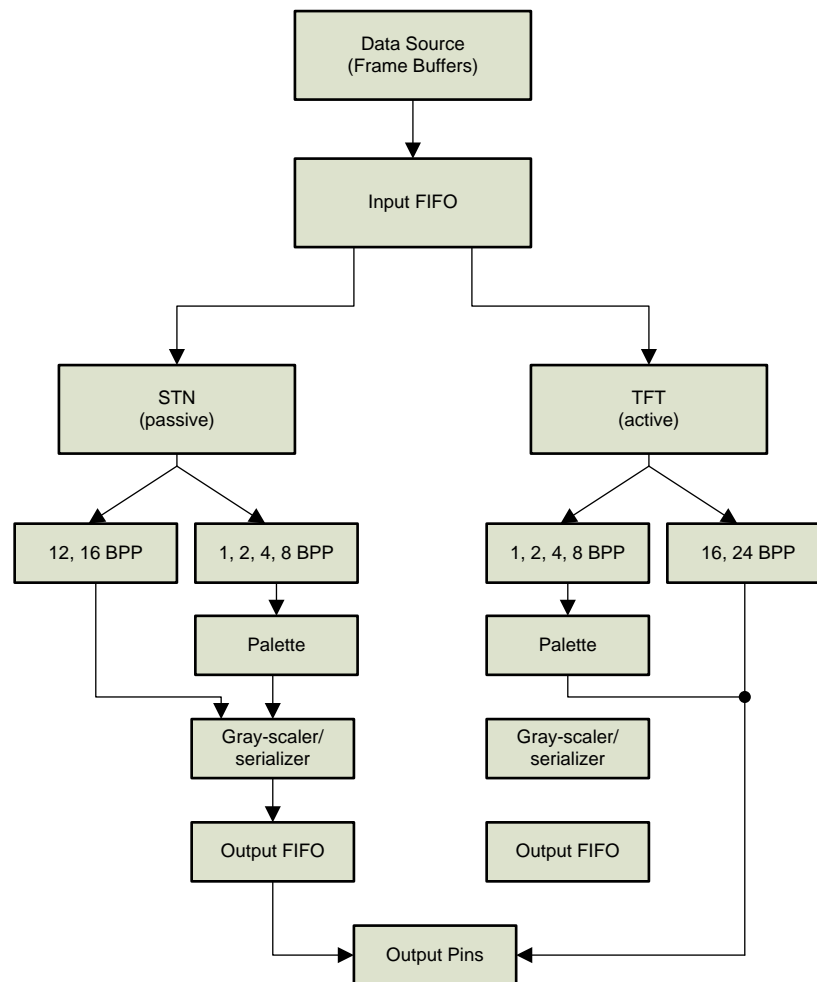 Data Source
(Frame Buffers)
Input FIFO
STN
(passive)
TFT
(active)
12, 16 BPP
1, 2, 4, 8 BPP
1, 2, 4, 8 BPP
16, 24 BPP
Palette
Palette
Gray-scaler/
serializer
Gray-scaler/
serializer
Output FIFO
Output FIFO
Output Pins